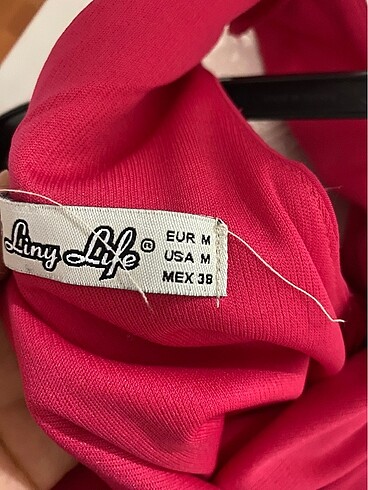 Liny Life®
EUR M
USA M
MEX 38